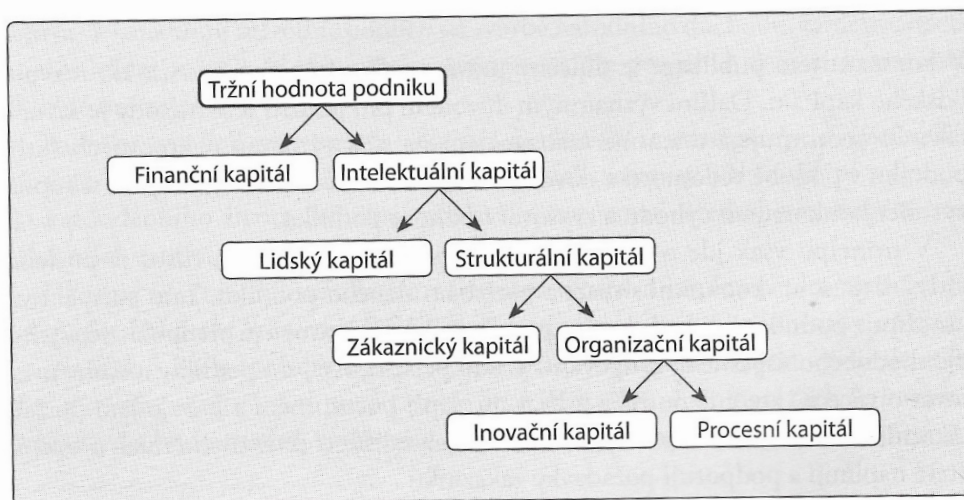 Tržní hodnota podniku
Finanční kapitál
Intelektuální kapitál
Lidský kapitál
Strukturální kapitál
Zákaznický kapitál
Organizační kapitál
Inovační kapitál
Procesní kapitál